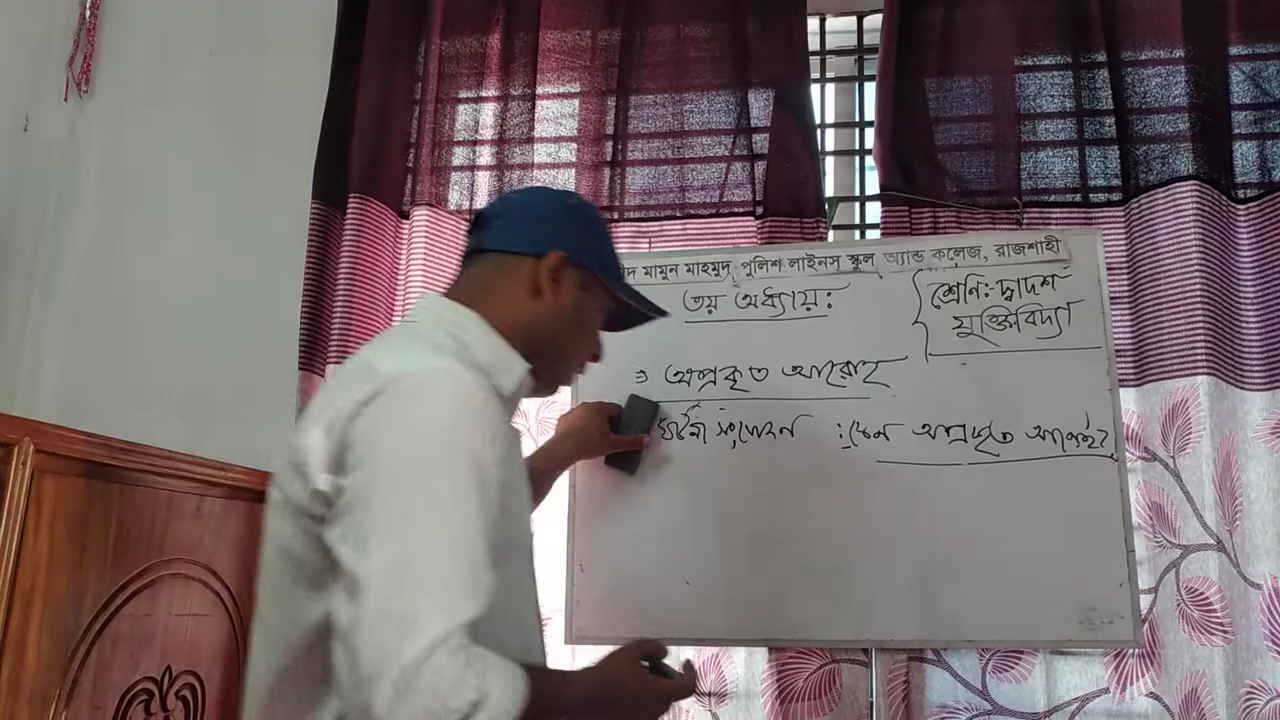 মামুন মাহমুদ পুলিশ লাইনস্ স্কুল অ্যান্ড কলেজ, রাজশাহী
৩য় অধ্যায়:
শ্রেণি:- দ্বাদশ
যুক্তিবিদ্যা
অপ্রকৃত আরোহ
: কেন অপ্রকৃত আরোহ?